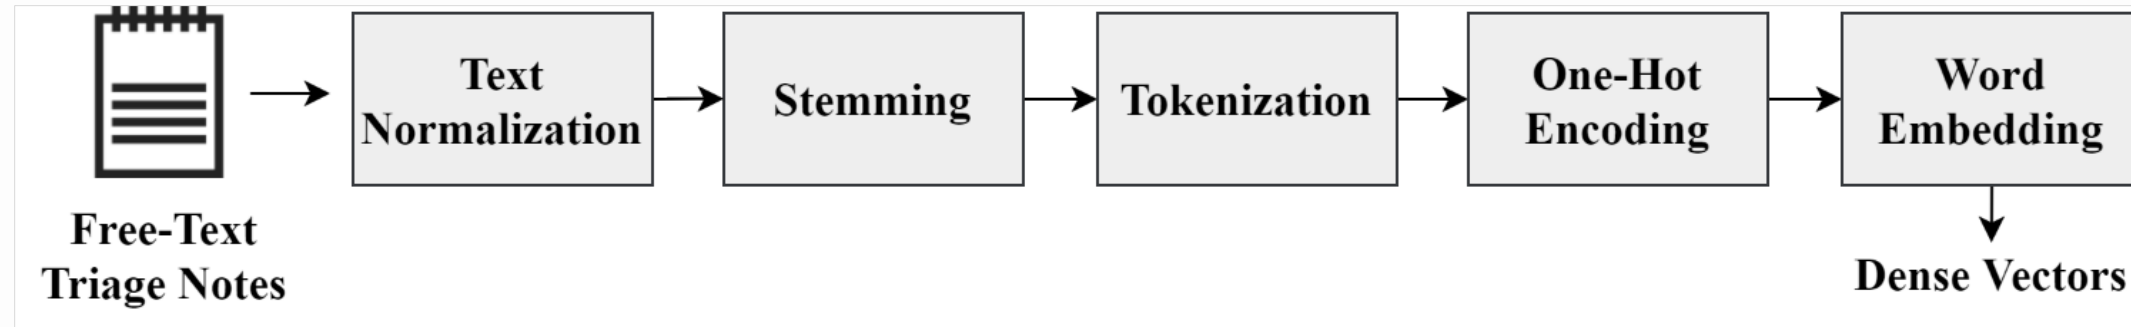 Free-Text
Triage Notes
Text
Normalization
Stemming
Tokenization
One-Hot
Encoding
Word
Embedding
Dense Vectors